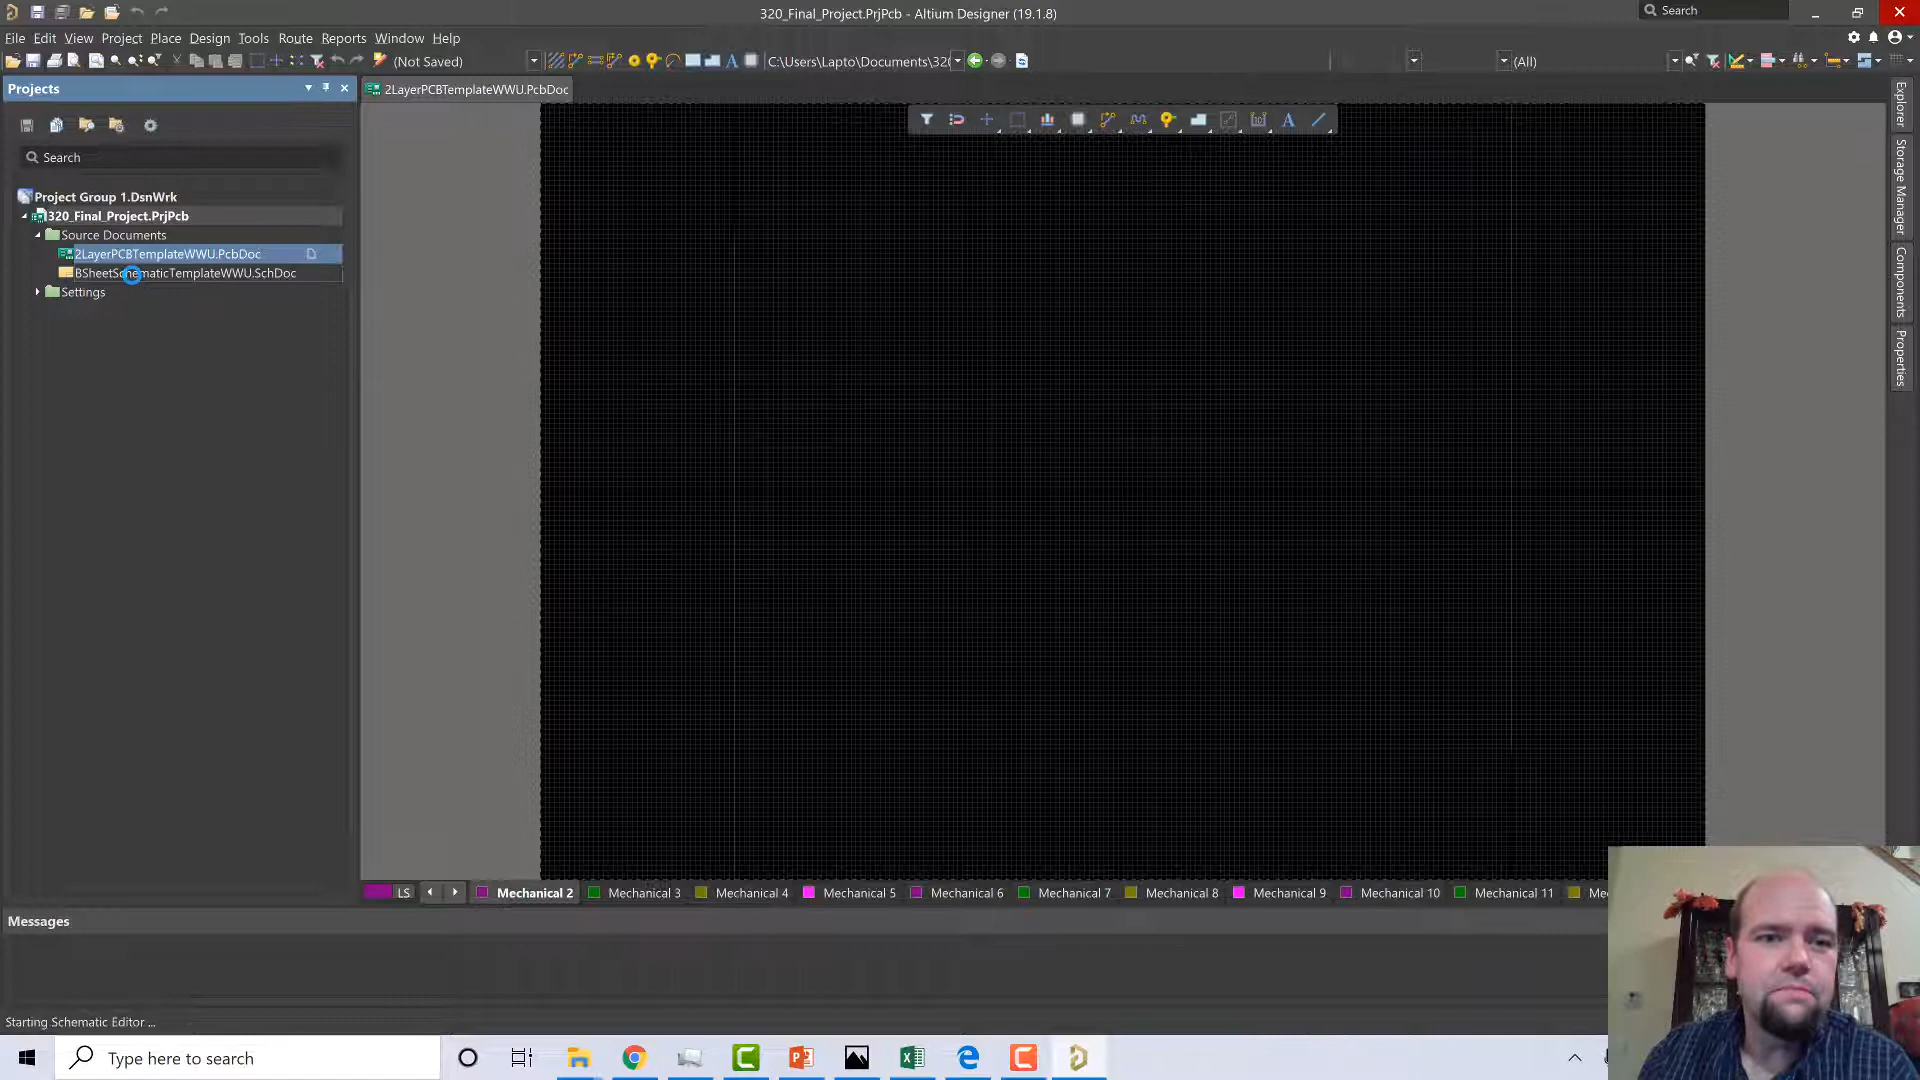 320_Final_Project.PrjPcb - Altium Designer (19.1.8)
Search
File Edit View Project Place Design Tools Route Reports Window Help
(Not Saved)
C:\Users\Lapto\Documents\320
(All)
Projects
2LayerPCBTemplateWWU.PcbDoc
Search
Project Group 1.DsnWrk
320_Final_Project.PrjPcb
Source Documents
2LayerPCBTemplateWWU.PcbDoc
BSheetSchematicTemplateWWU.SchDoc
Settings
Explorer
Storage Manager
Components
Properties
LS
Mechanical 2
Mechanical 3
Mechanical 4
Mechanical 5
Mechanical 6
Mechanical 7
Mechanical 8
Mechanical 9
Mechanical 10
Mechanical 11
Me
Messages
Starting Schematic Editor ...
Type here to search